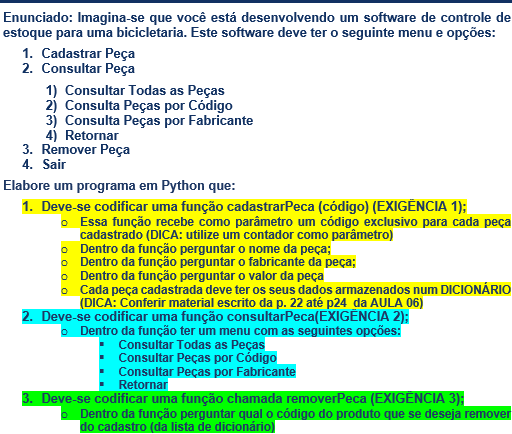 Enunciado: Imagina-se que você está desenvolvendo um software de controle de
estoque para uma bicicletaria. Este software deve ter o seguinte menu e opções:
1. Cadastrar Peça
2. Consultar Peça
1) Consultar Todas as Peças
2) Consulta Peças por Código
3) Consulta Peças por Fabricante
4) Retornar
3. Remover Peça
4. Sair
Elabore um programa em Python que:
1. Deve-se codificar uma função cadastrarPeca (código) (EXIGÊNCIA 1);
o Essa função recebe como parâmetro um código exclusivo para cada peça
cadastrado (DICA: utilize um contador como parâmetro)
o Dentro da função perguntar o nome da peça;
o Dentro da função perguntar o fabricante da peça;
o Dentro da função perguntar o valor da peça
o Cada peça cadastrada deve ter os seus dados armazenados num DICIONÁRIO
(DICA: Conferir material escrito da p. 22 até p24 da AULA 06)
2. Deve-se codificar uma função consultarPeca(EXIGÊNCIA 2);
o Dentro da função ter um menu com as seguintes opções:
▪ Consultar Todas as Peças
▪ Consultar Peças por Código
▪ Consultar Peças por Fabricante
▪ Retornar
3. Deve-se codificar uma função chamada removerPeca (EXIGÊNCIA 3);
o Dentro da função perguntar qual o código do produto que se deseja remover
do cadastro (da lista de dicionário)